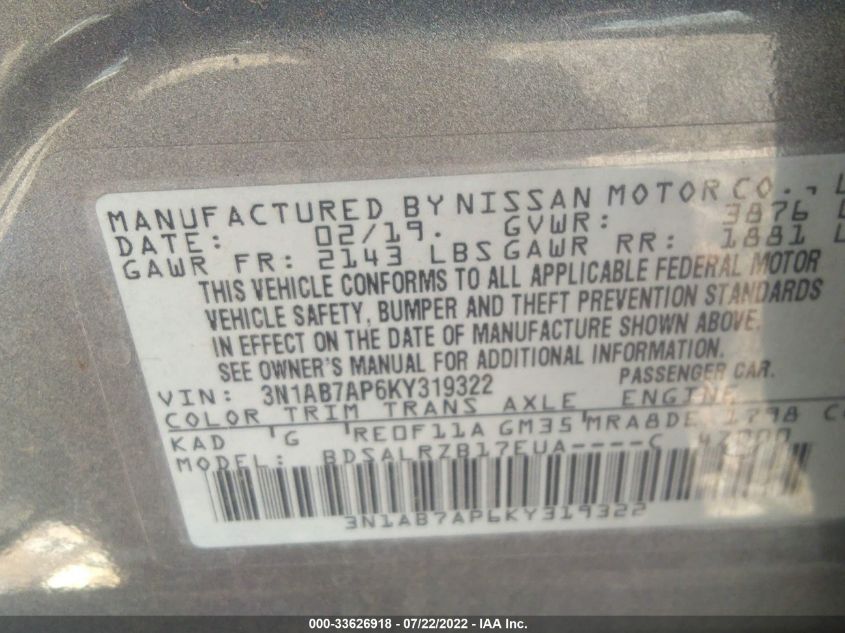 MANUFACTURED BY NISSAN MOTOR CO., L
DATE: 02/19. GVWR: 3876 L
GAWR FR: 2143 LBS GAWR RR: 1881 L
THIS VEHICLE CONFORMS TO ALL APPLICABLE FEDERAL MOTOR
VEHICLE SAFETY, BUMPER AND THEFT PREVENTION STANDARDS
IN EFFECT ON THE DATE OF MANUFACTURE SHOWN ABOVE.
SEE OWNER'S MANUAL FOR ADDITIONAL INFORMATION.
VIN: 3N1AB7AP6KY319322 PASSENGER CAR.
COLOR TRIM TRANS AXLE ENGINE
KAD G RE0F11A GM35 MRA8DE 1798 C
MODEL: BDSALRZB17EUA----C
3N1AB7AP6KY319322
000-33626918 - 07/22/2022 - IAA Inc.